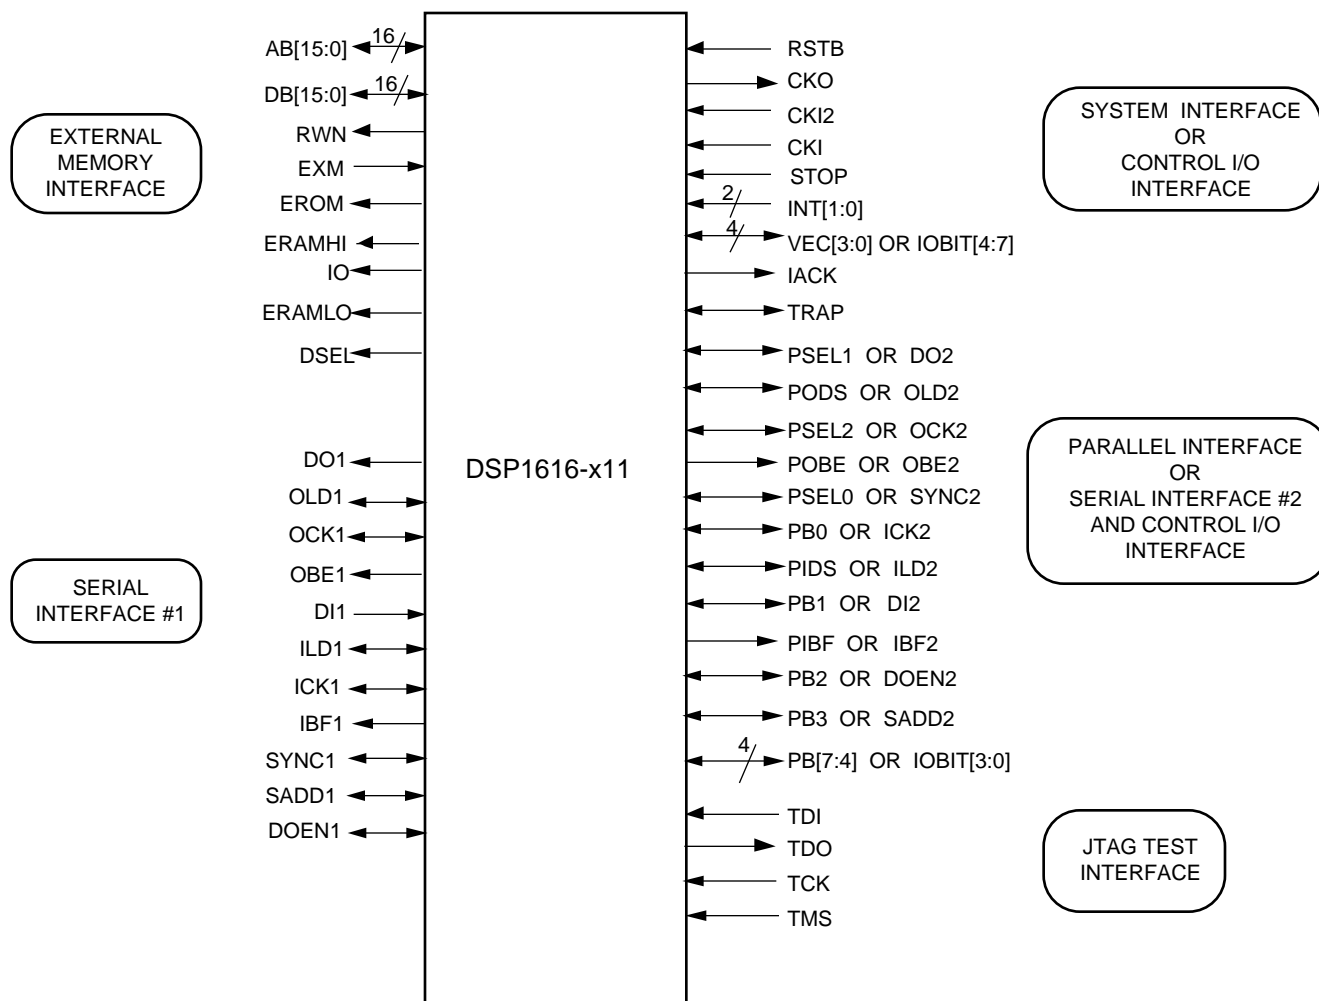 EXTERNAL
MEMORY
INTERFACE
SERIAL
INTERFACE #1
AB[15:0]
16
DB[15:0]
16
RWN
EXM
EROM
ERAMHI
IO
ERAMLO
DSEL
DO1
OLD1
OCK1
OBE1
DI1
ILD1
ICK1
IBF1
SYNC1
SADD1
DOEN1
DSP1616-x11
RSTB
CKO
CKI2
CKI
STOP
2
INT[1:0]
4
VEC[3:0] OR IOBIT[4:7]
IACK
TRAP
PSEL1 OR DO2
PODS OR OLD2
PSEL2 OR OCK2
POBE OR OBE2
PSEL0 OR SYNC2
PB0 OR ICK2
PIDS OR ILD2
PB1 OR DI2
PIBF OR IBF2
PB2 OR DOEN2
PB3 OR SADD2
4
PB[7:4] OR IOBIT[3:0]
TDI
TDO
TCK
TMS
SYSTEM INTERFACE
OR
CONTROL I/O
INTERFACE
PARALLEL INTERFACE
OR
SERIAL INTERFACE #2
AND CONTROL I/O
INTERFACE
JTAG TEST
INTERFACE